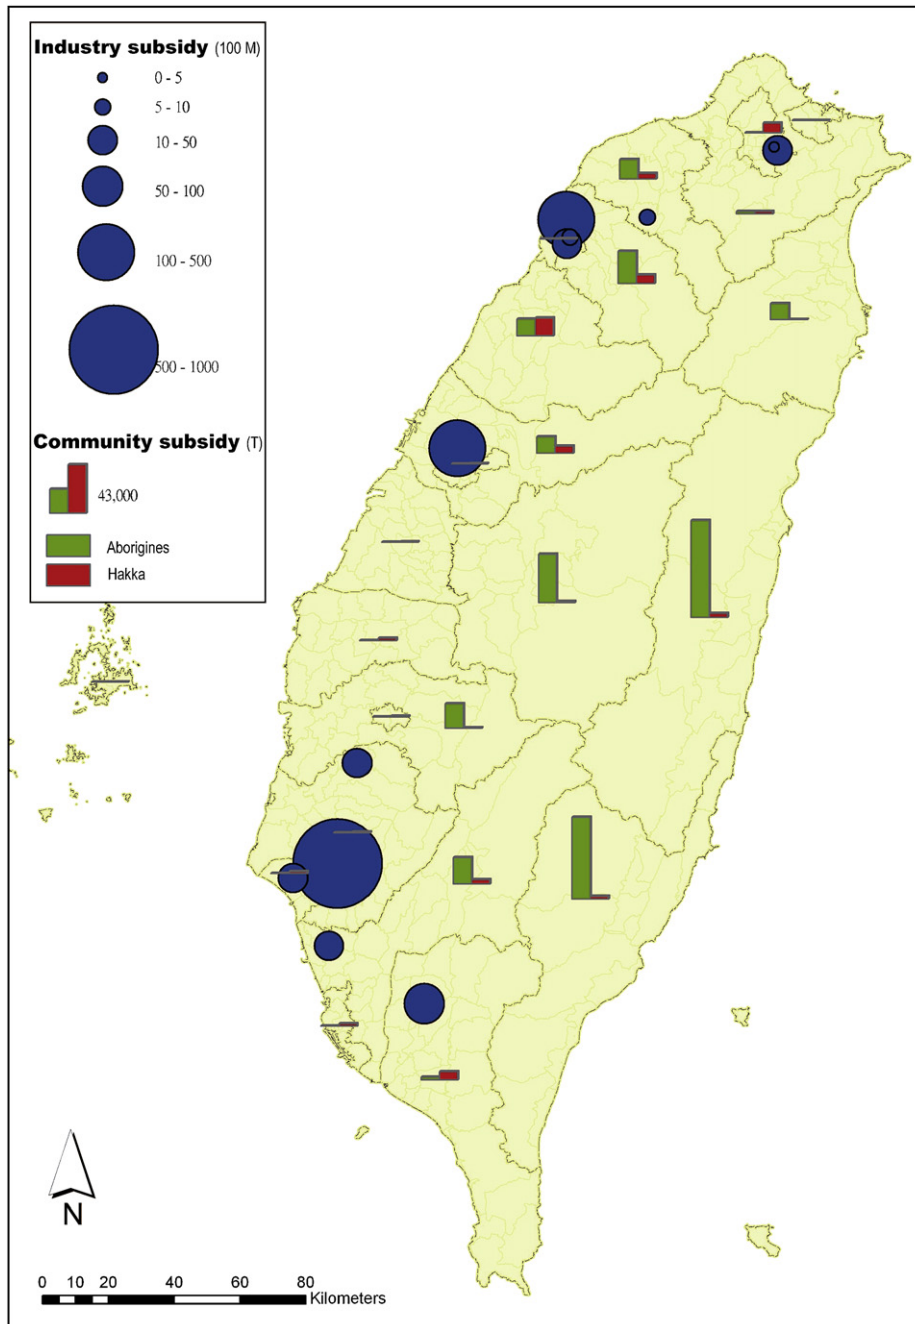 Industry subsidy (100 M)
0 - 5
5 - 10
10 - 50
50 - 100
100 - 500
500 - 1000
Community subsidy (T)
43,000
Aborigines
Hakka
N
0 10 20 40 60 80
Kilometers